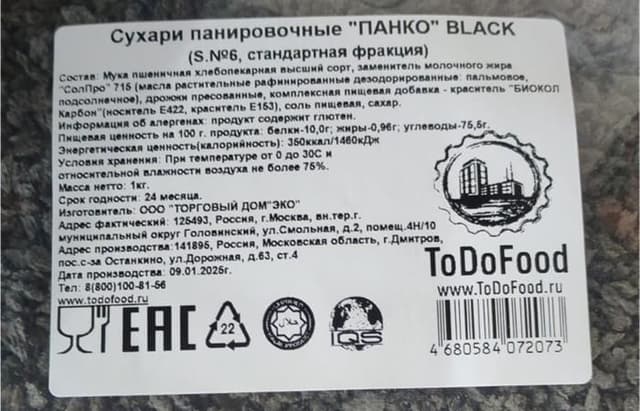 Сухари панировочные "ПАНКО" BLACK
(S.№6, стандартная фракция)
Состав: Мука пшеничная хлебопекарная высший сорт, заменитель молочного жира
"СолПро" 715 (масла растительные рафинированные дезодорированные: пальмовое,
подсолнечное), дрожжи пресованные, комплексная пищевая добавка - краситель "БИОКОЛ
Карбон"(носитель Е422, краситель Е153), соль пищевая, сахар.
Информация об алергенах: продукт содержит глютен.
Пищевая ценность на 100 г. продукта: белки-10,0г; жиры-0,96г; углеводы-75,5г.
Энергетическая ценность(калорийность): 350ккал/1460кДж
Условия хранения: При температуре от 0 до 30С и
относительной влажности воздуха не более 75%.
Масса нетто: 1кг.
Срок годности: 24 месяца.
Изготовитель: ООО "ТОРГОВЫЙ ДОМ"ЭКО"
Адрес фактический: 125493, Россия, г.Москва, вн.тер.г.
муниципальный округ Головинский, ул.Смольная, д.2, помещ.4Н/10
Адрес производства:141895, Россия, Московская область, г.Дмитров,
пос.с-за Останкино, ул.Дорожная, д.63, ст.4
Дата производства: 09.01.2025г.
Тел: 8(800)100-81-56
www.todofood.ru
ToDoFood
www.ToDoFood.ru
EAC
22
IQS
4 680584 072073